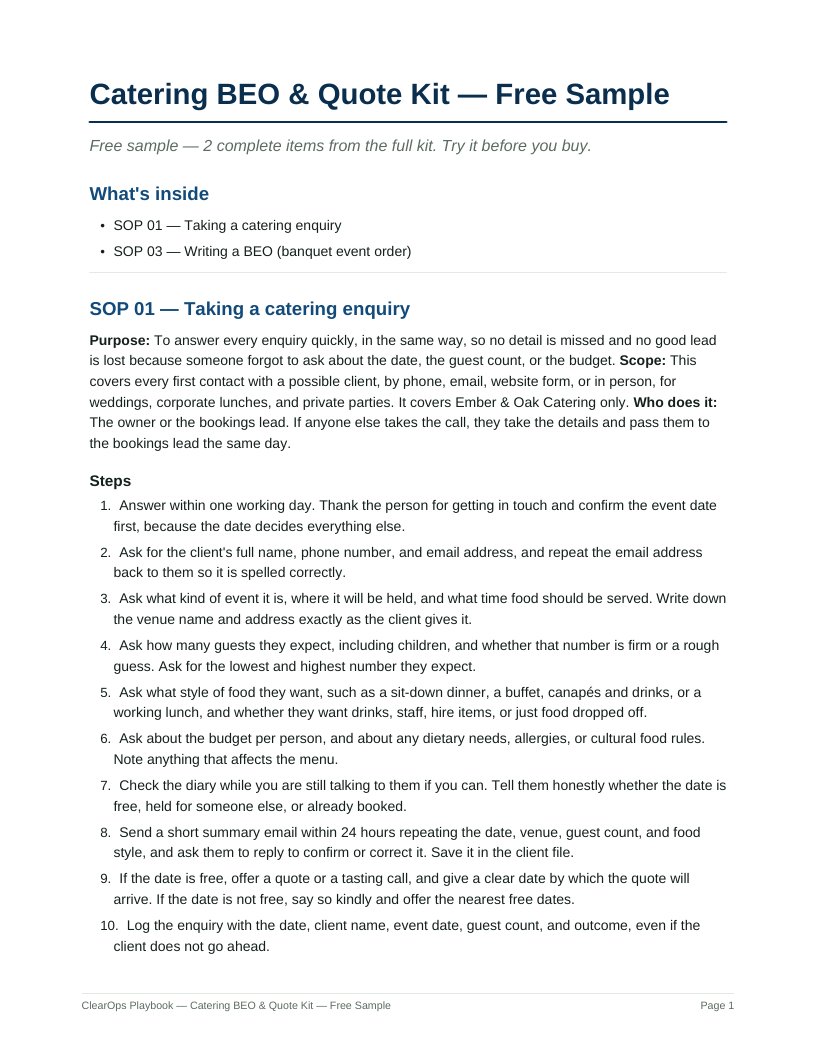 Catering BEO & Quote Kit — Free Sample
Free sample — 2 complete items from the full kit. Try it before you buy.
What's inside
• SOP 01 — Taking a catering enquiry
• SOP 03 — Writing a BEO (banquet event order)
SOP 01 — Taking a catering enquiry
Purpose: To answer every enquiry quickly, in the same way, so no detail is missed and no good lead
is lost because someone forgot to ask about the date, the guest count, or the budget. Scope: This
covers every first contact with a possible client, by phone, email, website form, or in person, for
weddings, corporate lunches, and private parties. It covers Ember & Oak Catering only. Who does it:
The owner or the bookings lead. If anyone else takes the call, they take the details and pass them to
the bookings lead the same day.
Steps
1. Answer within one working day. Thank the person for getting in touch and confirm the event date
first, because the date decides everything else.
2. Ask for the client's full name, phone number, and email address, and repeat the email address
back to them so it is spelled correctly.
3. Ask what kind of event it is, where it will be held, and what time food should be served. Write down
the venue name and address exactly as the client gives it.
4. Ask how many guests they expect, including children, and whether that number is firm or a rough
guess. Ask for the lowest and highest number they expect.
5. Ask what style of food they want, such as a sit-down dinner, a buffet, canapés and drinks, or a
working lunch, and whether they want drinks, staff, hire items, or just food dropped off.
6. Ask about the budget per person, and about any dietary needs, allergies, or cultural food rules.
Note anything that affects the menu.
7. Check the diary while you are still talking to them if you can. Tell them honestly whether the date is
free, held for someone else, or already booked.
8. Send a short summary email within 24 hours repeating the date, venue, guest count, and food
style, and ask them to reply to confirm or correct it. Save it in the client file.
9. If the date is free, offer a quote or a tasting call, and give a clear date by which the quote will
arrive. If the date is not free, say so kindly and offer the nearest free dates.
10. Log the enquiry with the date, client name, event date, guest count, and outcome, even if the
client does not go ahead.
ClearOps Playbook — Catering BEO & Quote Kit — Free Sample
Page 1